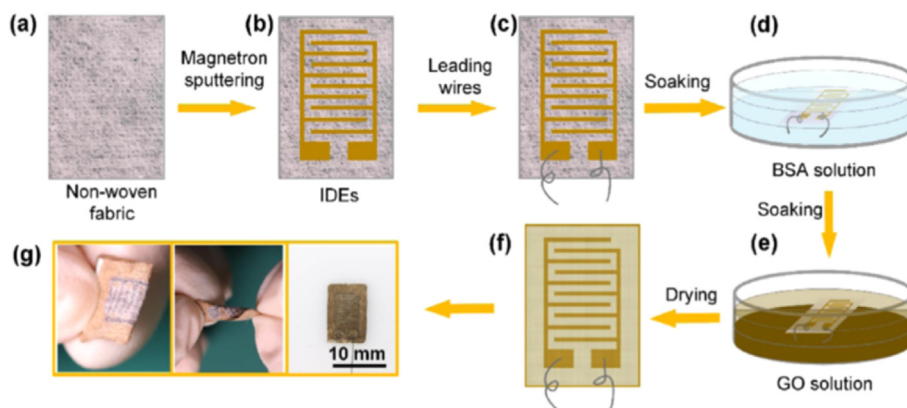 (a)
(b)
(c)
(d)
Magnetron
sputtering
Leading
wires
Soaking
Non-woven
fabric
IDEs
BSA solution
Soaking
(g)
(f)
(e)
Drying
10 mm
GO solution